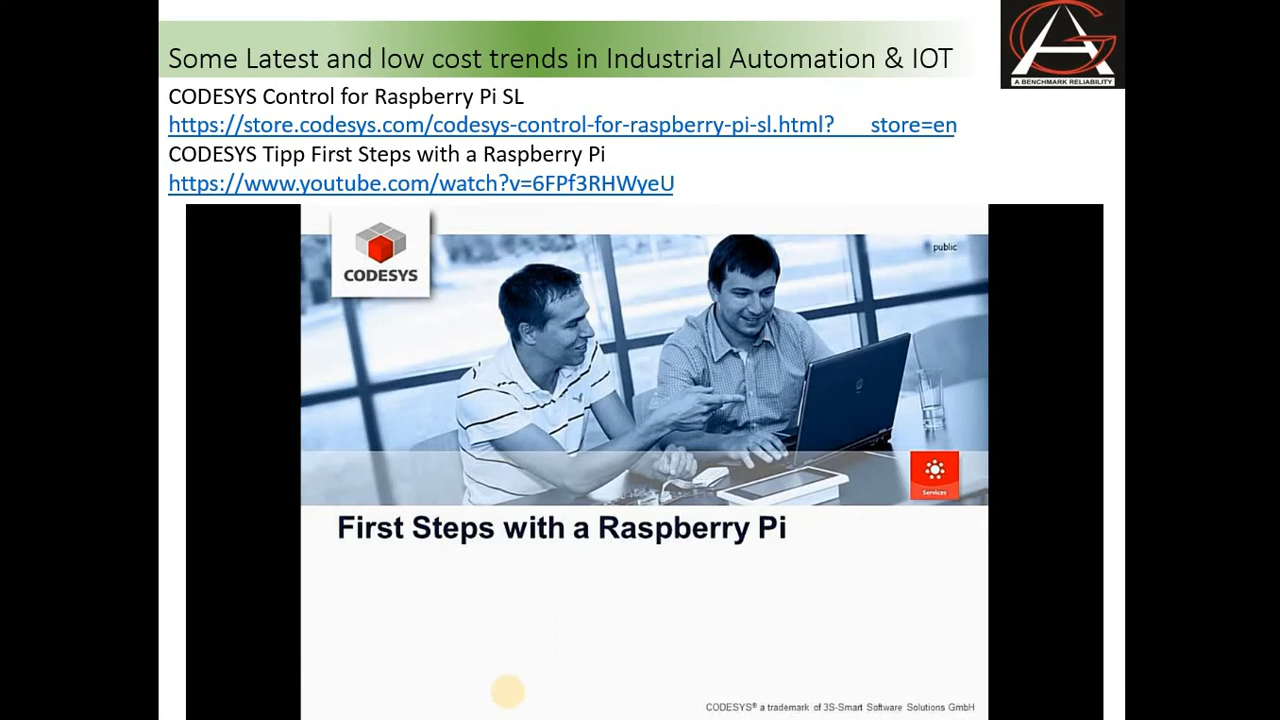 Some Latest and low cost trends in Industrial Automation & IOT
A BENCHMARK RELIABILITY
CODESYS Control for Raspberry Pi SL
https://store.codesys.com/codesys-control-for-raspberry-pi-sl.html?___store=en
CODESYS Tipp First Steps with a Raspberry Pi
https://www.youtube.com/watch?v=6FPf3RHWyeU
public
CODESYS
Services
First Steps with a Raspberry Pi
CODESYS® a trademark of 3S-Smart Software Solutions GmbH